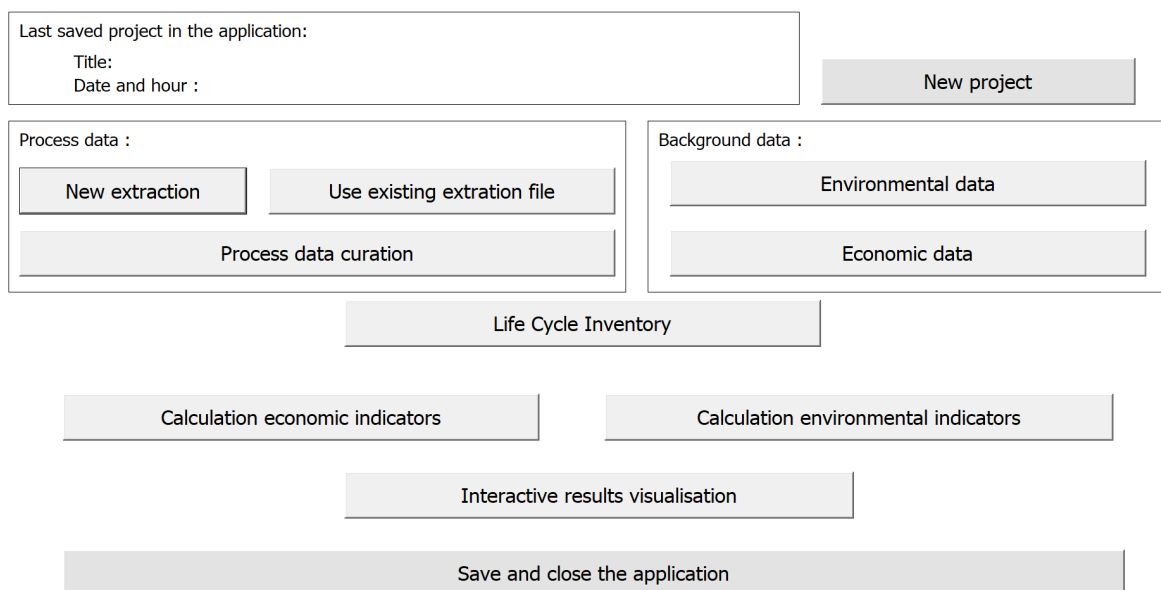 Last saved project in the application:
Title:
Date and hour :
New project
Process data :
New extraction
Use existing extration file
Process data curation
Background data :
Environmental data
Economic data
Life Cycle Inventory
Calculation economic indicators
Calculation environmental indicators
Interactive results visualisation
Save and close the application